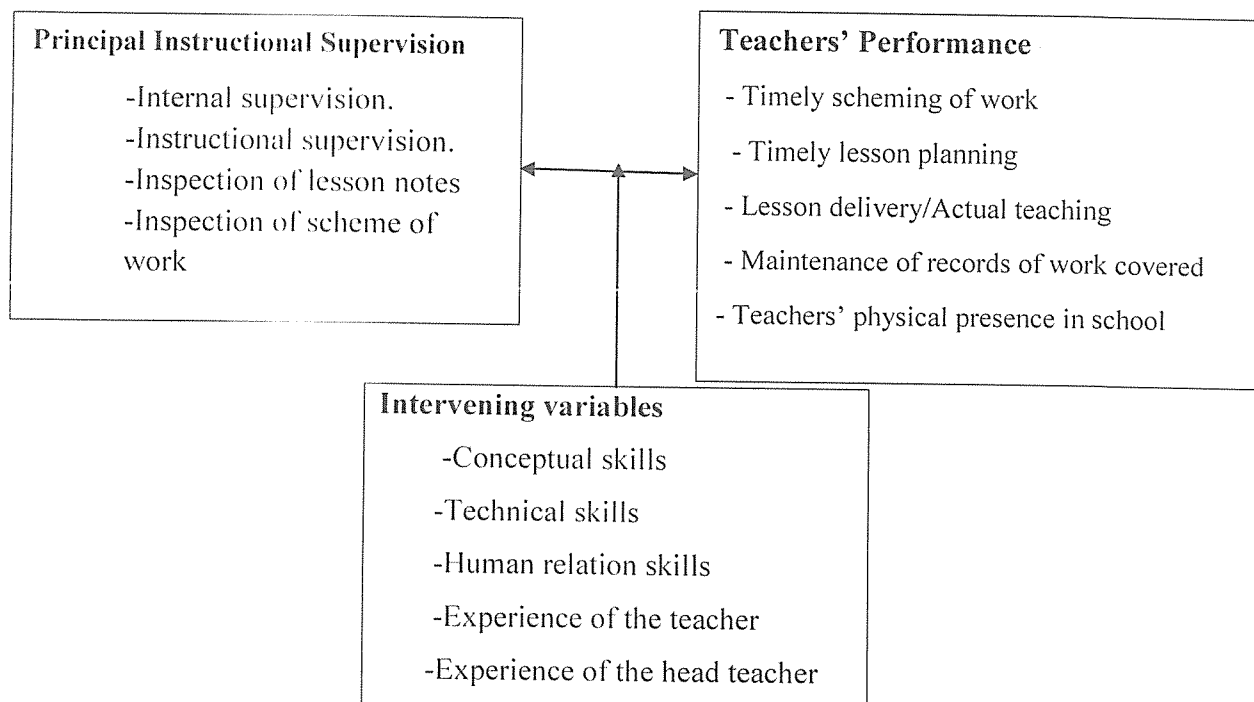 Principal Instructional Supervision
-Internal supervision.
-Instructional supervision.
-Inspection of lesson notes
-Inspection of scheme of
work
Teachers’ Performance
- Timely scheming of work
- Timely lesson planning
- Lesson delivery/Actual teaching
- Maintenance of records of work covered
- Teachers’ physical presence in school
Intervening variables
-Conceptual skills
-Technical skills
-Human relation skills
-Experience of the teacher
-Experience of the head teacher